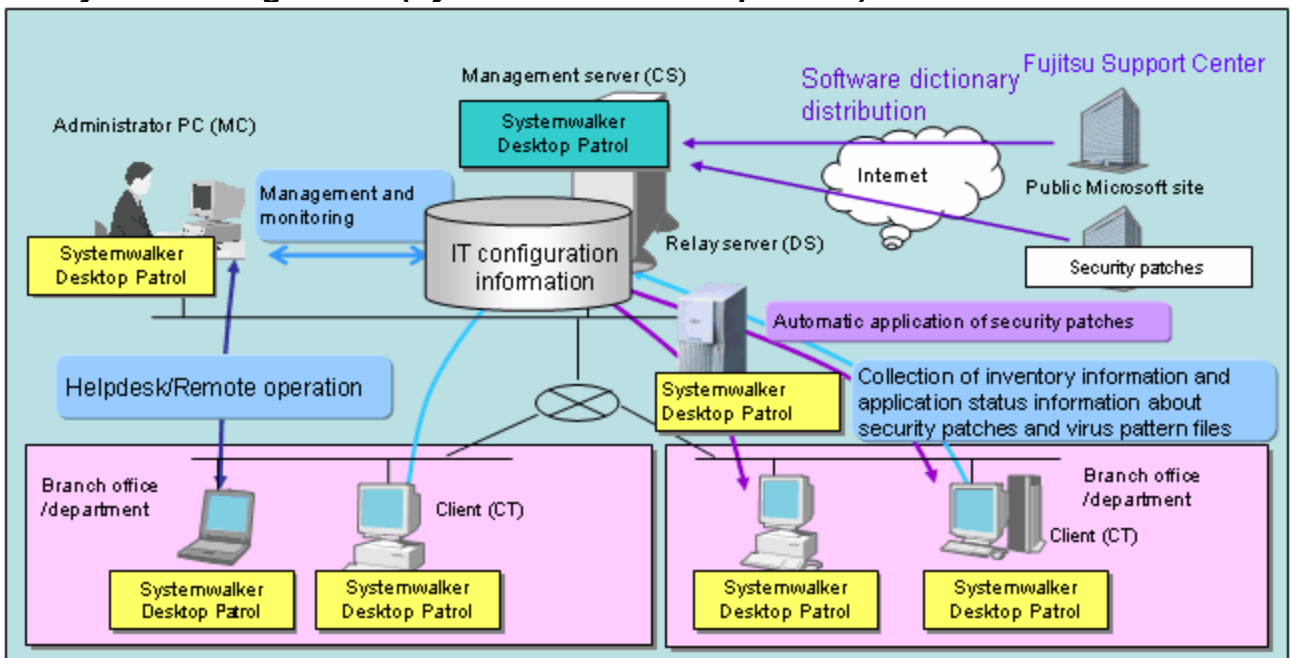 Management server (CS)
Software dictionary
distribution
Fujitsu Support Center
Administrator PC (MC)
Systemwalker
Desktop Patrol
Internet
Public Microsoft site
Management and
monitoring
Systemwalker
Desktop Patrol
IT configuration
information
Relay server (DS)
Security patches
Automatic application of security patches
Helpdesk/Remote operation
Systemwalker
Desktop Patrol
Collection of inventory information and
application status information about
security patches and virus pattern files
Branch office
/department
Client (CT)
Branch office
/department
Client (CT)
Systemwalker
Desktop Patrol
Systemwalker
Desktop Patrol
Systemwalker
Desktop Patrol
Systemwalker
Desktop Patrol